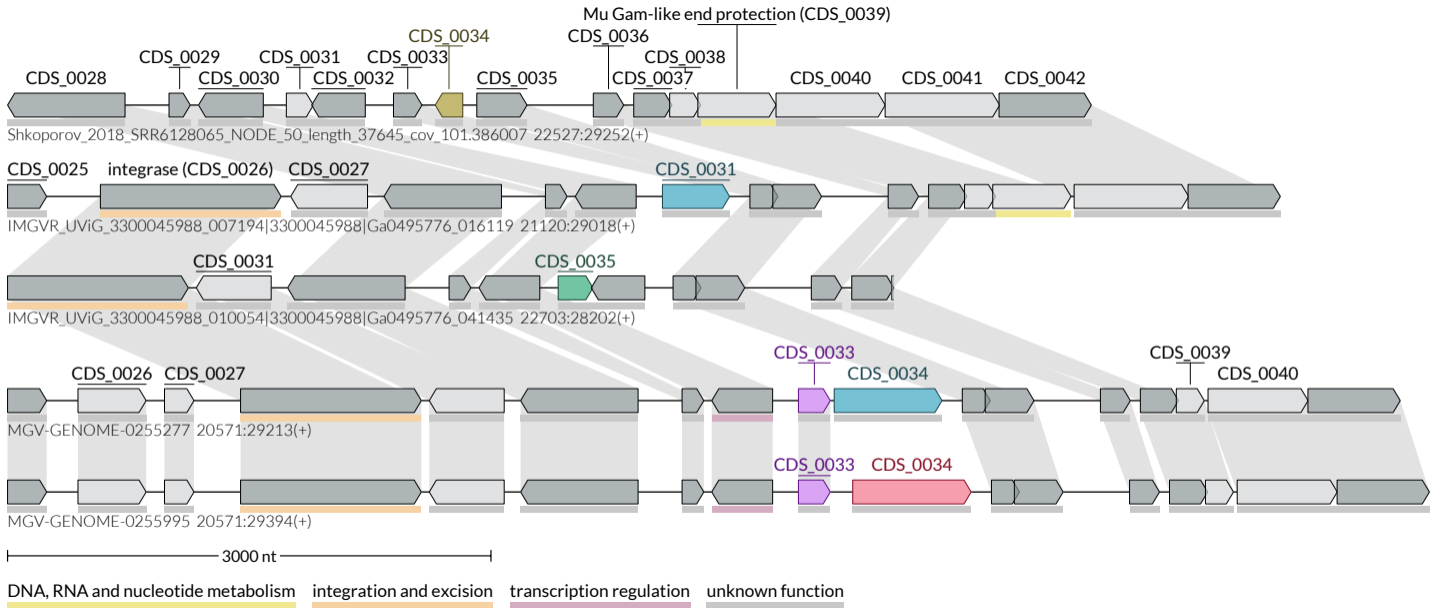 Mu Gam-like end protection (CDS_0039)
CDS_0034 CDS_0036
CDS_0029 CDS_0031 CDS_0033 CDS_0038
CDS_0028 CDS_0030 CDS_0032 CDS_0035 CDS_0037 CDS_0040 CDS_0041 CDS_0042
Shkoporov_2018_SRR6128065_NODE_50_length_37645_cov_101.386007 22527:29252(+)
CDS_0025 integrase (CDS_0026) CDS_0027 CDS_0031
IMGVR_UViG_3300045988_007194|3300045988|Ga0495776_016119 21120:29018(+)
CDS_0031 CDS_0035
IMGVR_UViG_3300045988_010054|3300045988|Ga0495776_041435 22703:28202(+)
CDS_0033 CDS_0039
CDS_0026 CDS_0027 CDS_0034 CDS_0040
MGV-GENOME-0255277 20571:29213(+)
CDS_0033 CDS_0034
MGV-GENOME-0255995 20571:29394(+)
3000 nt
DNA, RNA and nucleotide metabolism integration and excision transcription regulation unknown function